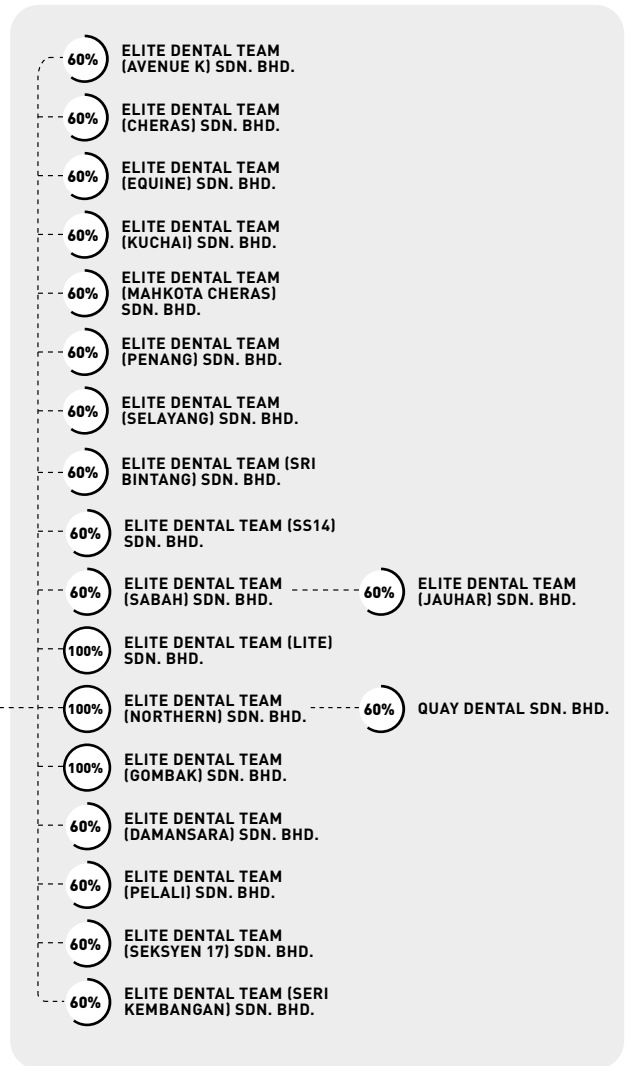 60%
ELITE DENTAL TEAM
(AVENUE K) SDN. BHD.
60%
ELITE DENTAL TEAM
(CHERAS) SDN. BHD.
60%
ELITE DENTAL TEAM
(EQUINE) SDN. BHD.
60%
ELITE DENTAL TEAM
(KUCHAI) SDN. BHD.
60%
ELITE DENTAL TEAM
(MAHKOTA CHERAS)
SDN. BHD.
60%
ELITE DENTAL TEAM
(PENANG) SDN. BHD.
60%
ELITE DENTAL TEAM
(SELAYANG) SDN. BHD.
60%
ELITE DENTAL TEAM (SRI
BINTANG) SDN. BHD.
60%
ELITE DENTAL TEAM (SS14)
SDN. BHD.
60%
ELITE DENTAL TEAM
(SABAH) SDN. BHD.
60%
ELITE DENTAL TEAM
(JAUHAR) SDN. BHD.
100%
ELITE DENTAL TEAM (LITE)
SDN. BHD.
100%
ELITE DENTAL TEAM
(NORTHERN) SDN. BHD.
60%
QUAY DENTAL SDN. BHD.
100%
ELITE DENTAL TEAM
(GOMBAK) SDN. BHD.
60%
ELITE DENTAL TEAM
(DAMANSARA) SDN. BHD.
60%
ELITE DENTAL TEAM
(PELALI) SDN. BHD.
60%
ELITE DENTAL TEAM
(SEKSYEN 17) SDN. BHD.
60%
ELITE DENTAL TEAM (SERI
KEMBANGAN) SDN. BHD.